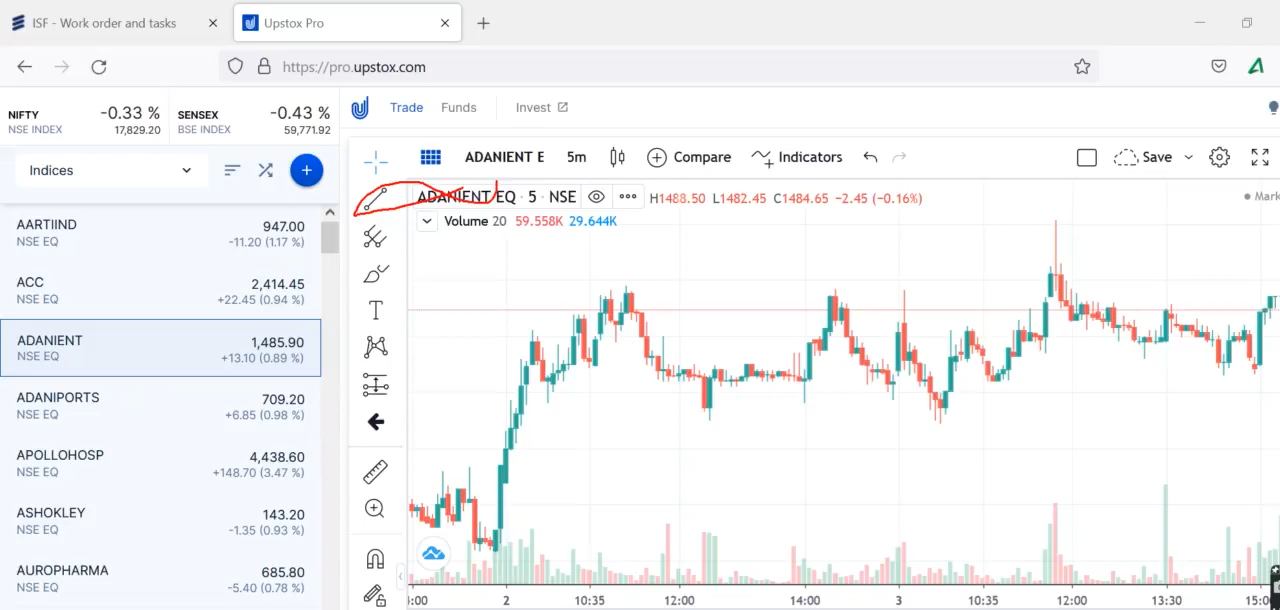 ISF - Work order and tasks
Upstox Pro
https://pro.upstox.com
NIFTY -0.33 %
NSE INDEX 17,829.20
SENSEX -0.43 %
BSE INDEX 59,771.92
Trade Funds Invest
Indices
ADANIENT E 5m Compare Indicators Save
ADANIENT EQ · 5 · NSE H1488.50 L1482.45 C1484.65 -2.45 (-0.16%)
Mark
Volume 20 59.558K 29.644K
AARTIIND 947.00
NSE EQ -11.20 (1.17 %)
ACC 2,414.45
NSE EQ +22.45 (0.94 %)
ADANIENT 1,485.90
NSE EQ +13.10 (0.89 %)
ADANIPORTS 709.20
NSE EQ +6.85 (0.98 %)
APOLLOHOSP 4,438.60
NSE EQ +148.70 (3.47 %)
ASHOKLEY 143.20
NSE EQ -1.35 (0.93 %)
AUROPHARMA 685.80
NSE EQ -5.40 (0.78 %)
:00 2 10:35 12:00 14:00 3 10:35 12:00 13:30 15:0